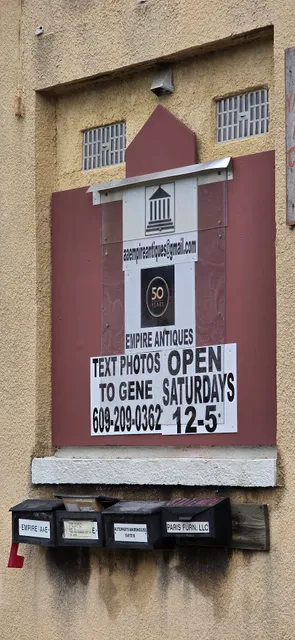 aaempireantiques@gmail.com
50
YEARS
EMPIRE ANTIQUES
TEXT PHOTOS
TO GENE
609-209-0362
OPEN
SATURDAYS
12-5
EMPIRE
PARIS FURN. LLC